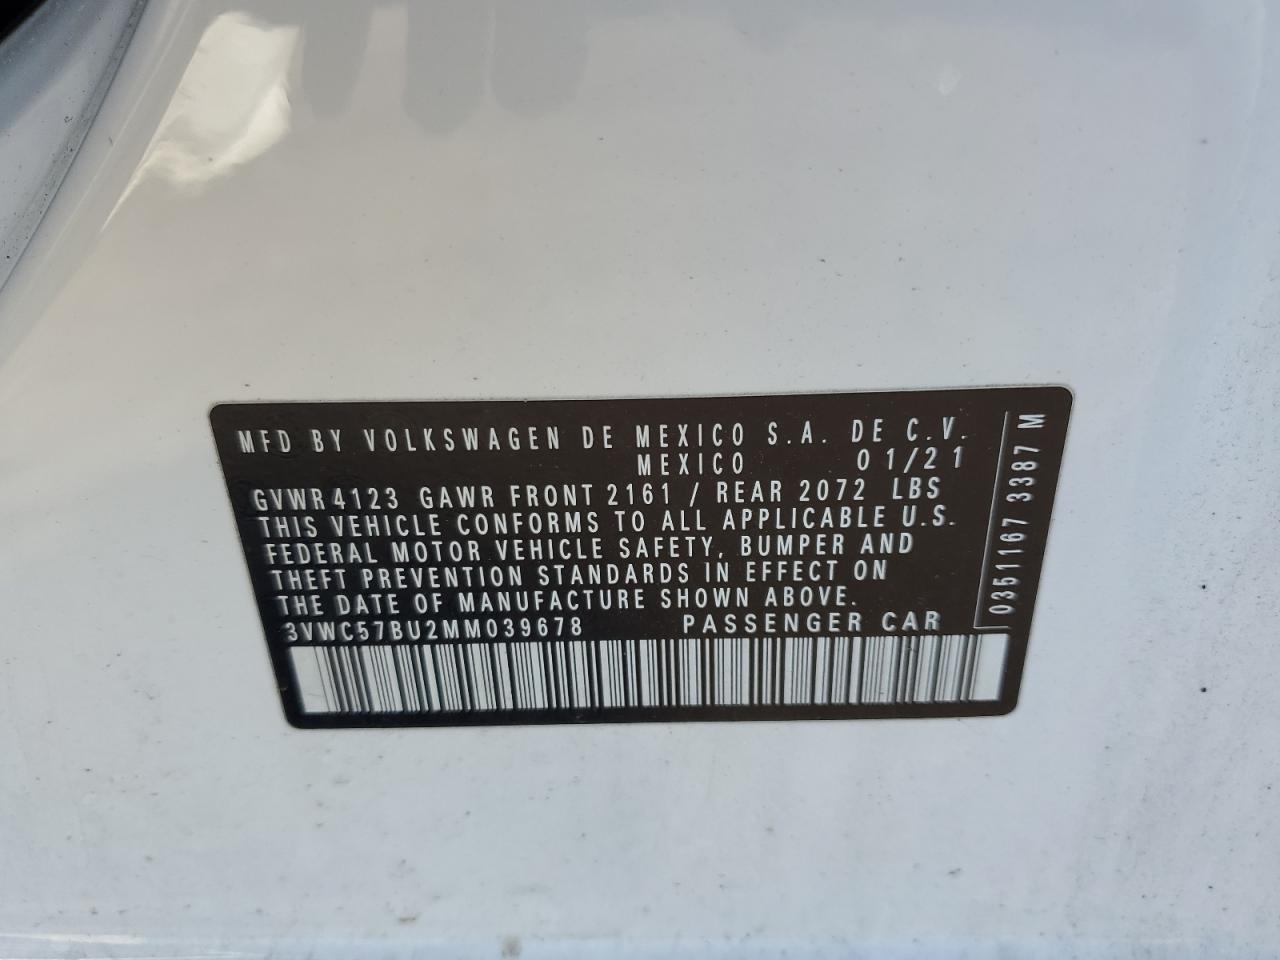 MFD BY VOLKSWAGEN DE MEXICO S.A. DE C.V.
MEXICO 01/21
GVWR 4123 GAWR FRONT 2161 / REAR 2072 LBS
THIS VEHICLE CONFORMS TO ALL APPLICABLE U.S.
FEDERAL MOTOR VEHICLE SAFETY, BUMPER AND
THEFT PREVENTION STANDARDS IN EFFECT ON
THE DATE OF MANUFACTURE SHOWN ABOVE.
3VWC57BU2MM039678 PASSENGER CAR
0351167 3387 M